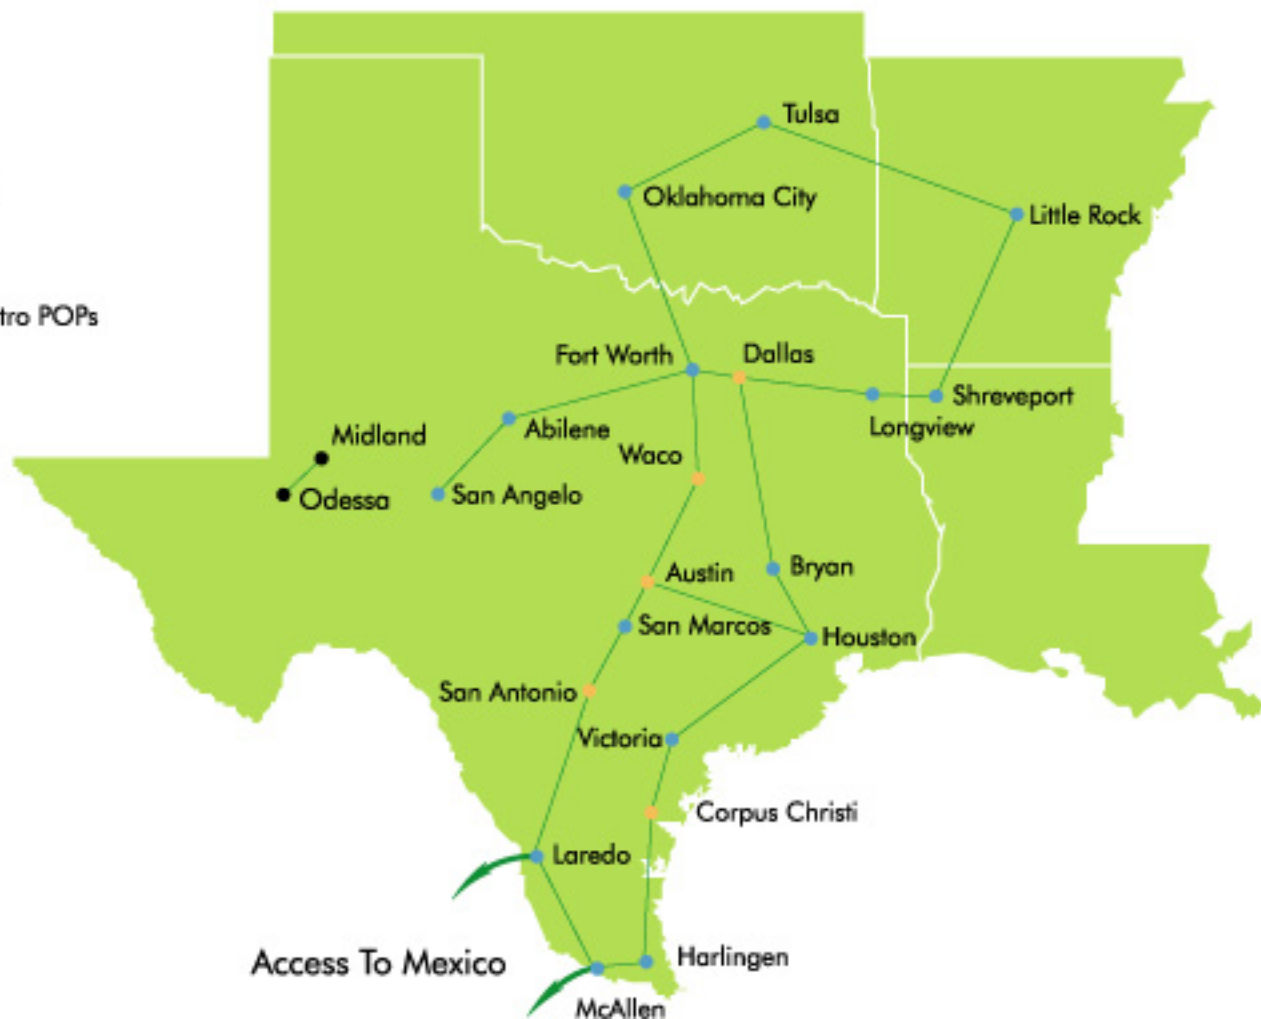 Tulsa
Oklahoma City
Little Rock
tro POPs
Fort Worth
Dallas
Shreveport
Longview
Abilene
Midland
Waco
San Angelo
Odessa
Austin
Bryan
San Marcos
Houston
San Antonio
Victoria
Corpus Christi
Laredo
Access To Mexico
Harlingen
McAllen